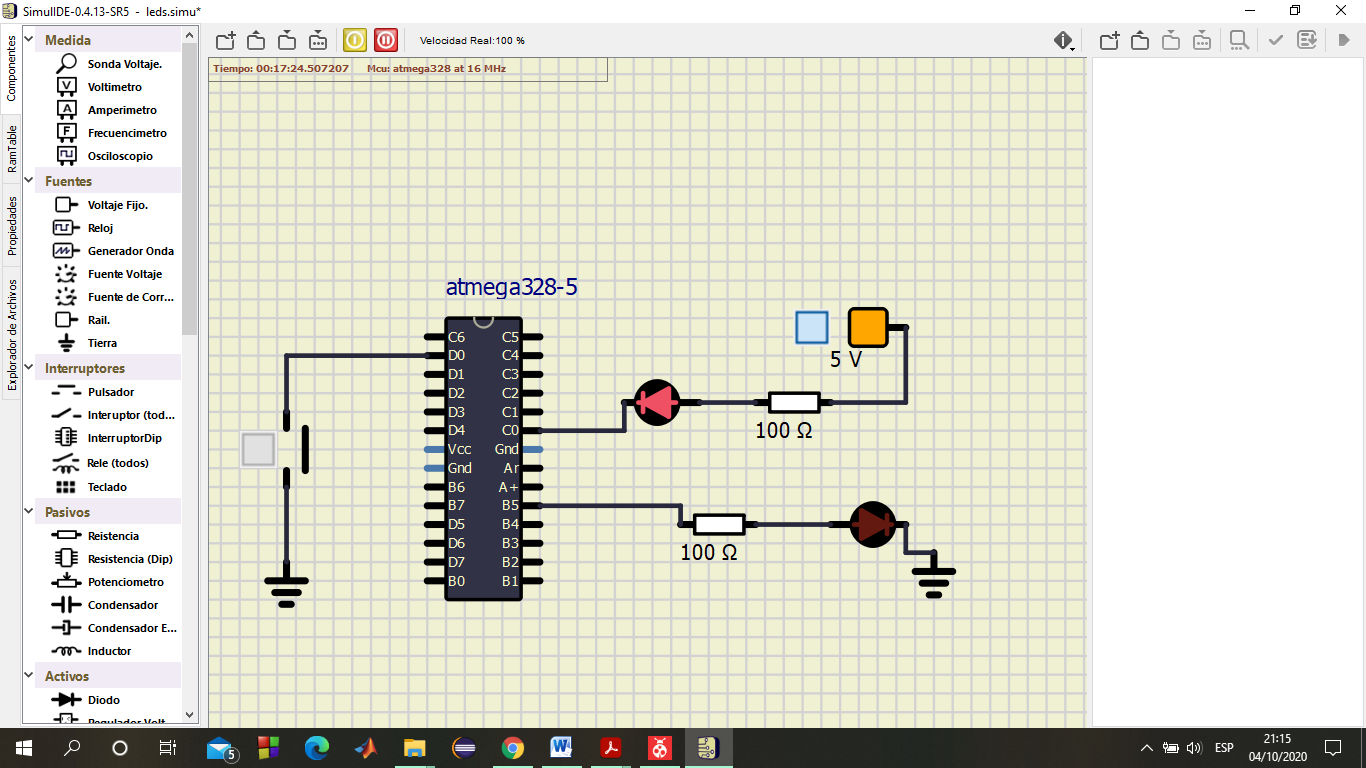 SimulIDE-0.4.13-SR5 - leds.simu*
Componentes
RamTable
Propiedades
Explorador de Archivos
Medida
Sonda Voltaje.
Voltimetro
Amperimetro
Frecuencimetro
Osciloscopio
Fuentes
Voltaje Fijo.
Reloj
Generador Onda
Fuente Voltaje
Fuente de Corr...
Rail.
Tierra
Interruptores
Pulsador
Interuptor (tod...
InterruptorDip
Rele (todos)
Teclado
Pasivos
Reistencia
Resistencia (Dip)
Potenciometro
Condensador
Condensador E...
Inductor
Activos
Diodo
Regulador Volt
Velocidad Real:100 %
Tiempo: 00:17:24.507207 Mcu: atmega328 at 16 MHz
atmega328-5
C6 C5
D0 C4
D1 C3
D2 C2
D3 C1
D4 C0
Vcc Gnd
Gnd Ar
B6 A+
B7 B5
D5 B4
D6 B3
D7 B2
B0 B1
5 V
100 Ω
100 Ω
5
W
ESP
21:15
04/10/2020